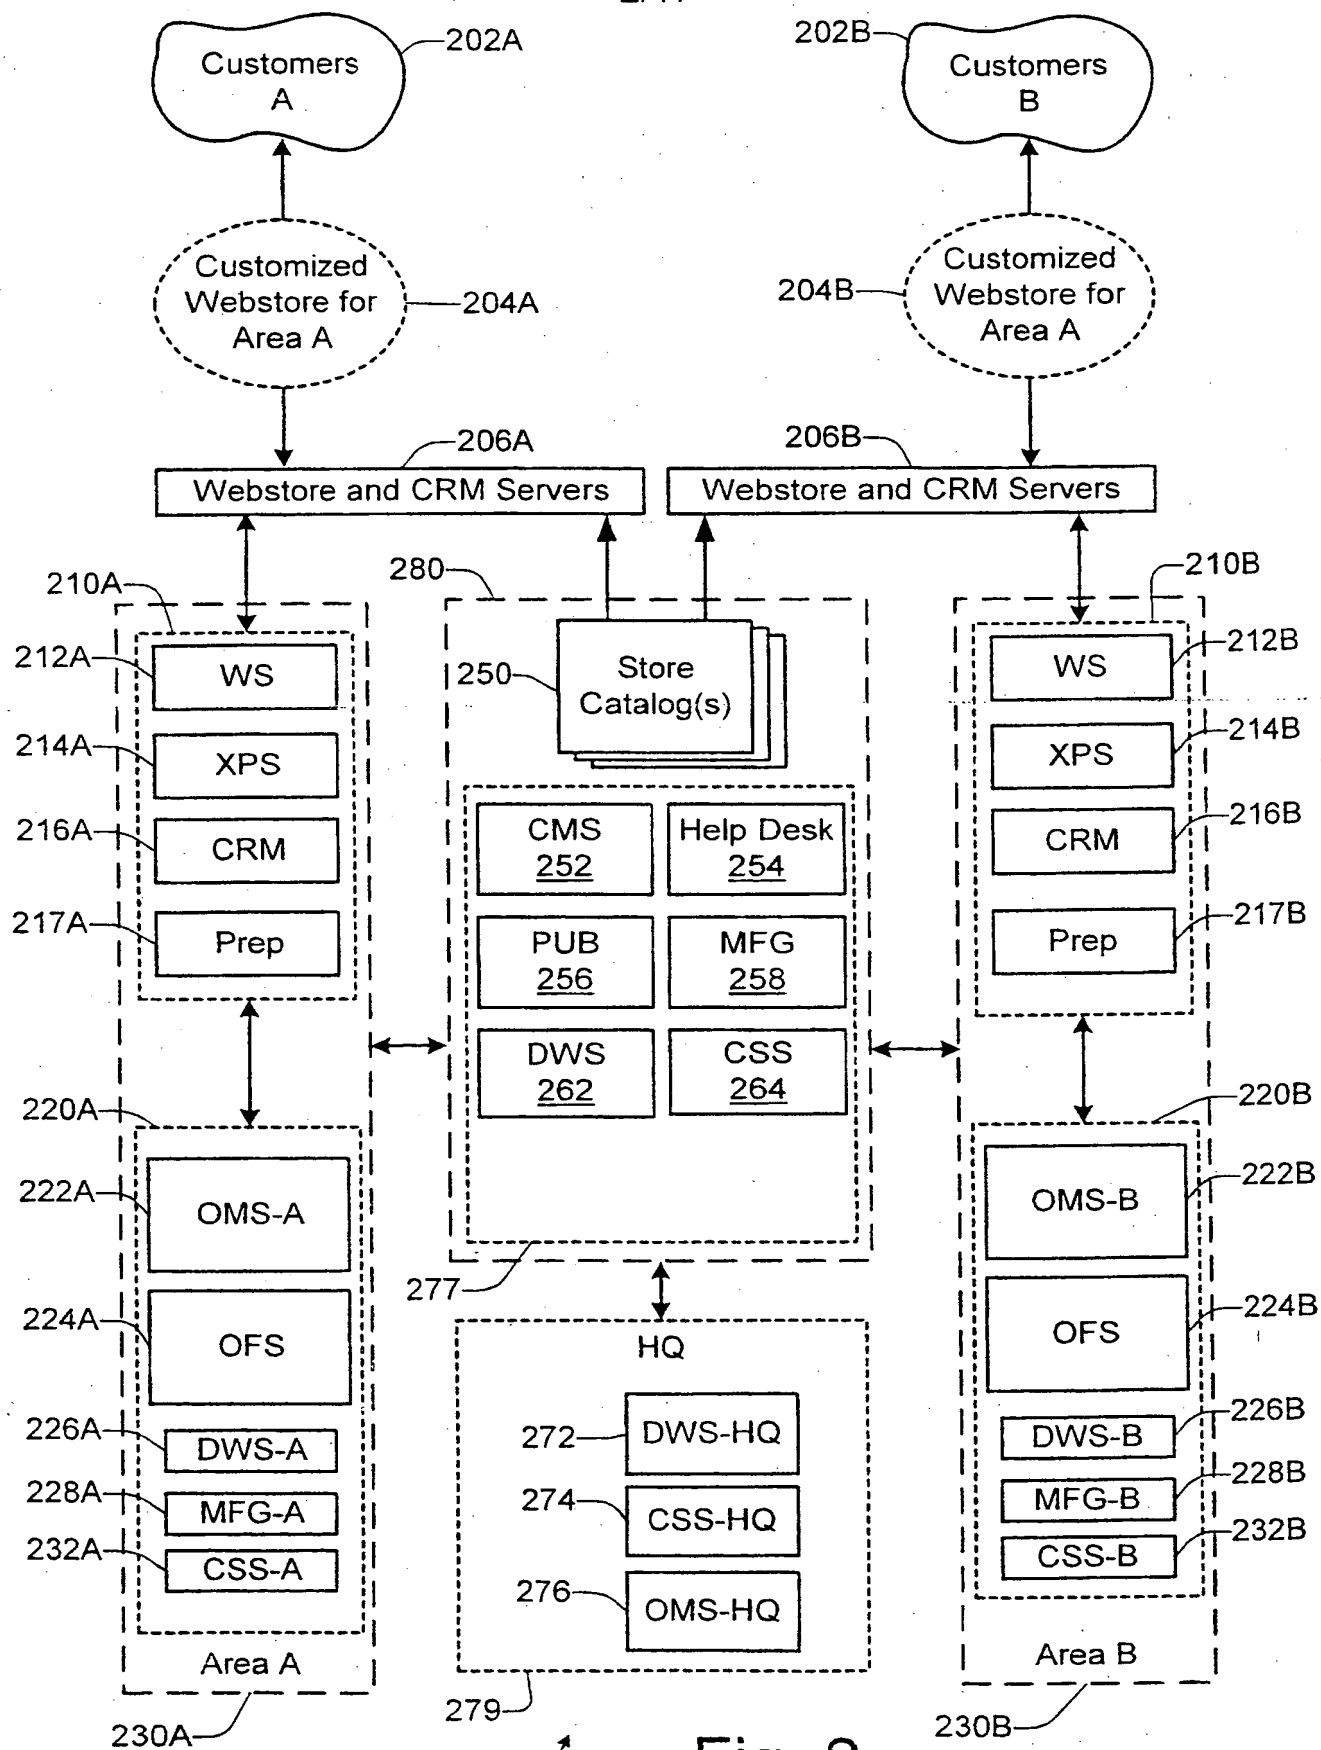 Customers
A
202A
202B
Customers
B
Customized
Webstore for
Area A
204A
204B
Customized
Webstore for
Area A
206A
206B
Webstore and CRM Servers
Webstore and CRM Servers
210A
280
210B
212A
WS
250
Store
Catalog(s)
WS
212B
214A
XPS
XPS
214B
216A
CRM
CMS
252
Help Desk
254
CRM
216B
217A
Prep
PUB
256
MFG
258
Prep
217B
DWS
262
CSS
264
220A
220B
222A
OMS-A
OMS-B
222B
277
224A
OFS
HQ
OFS
224B
226A
DWS-A
272
DWS-HQ
DWS-B
226B
228A
MFG-A
274
CSS-HQ
MFG-B
228B
232A
CSS-A
276
OMS-HQ
CSS-B
232B
Area A
Area B
230A
279
230B